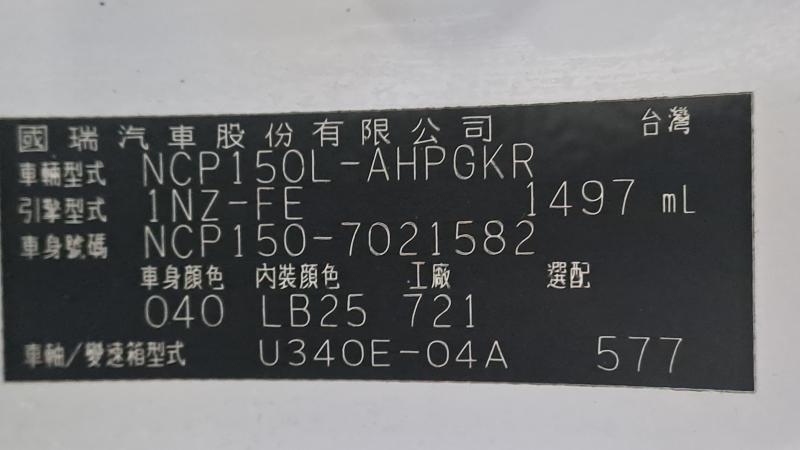 國瑞汽車股份有限公司 台灣
車輛型式 NCP150L-AHPGKR
引擎型式 1NZ-FE 1497 mL
車身號碼 NCP150-7021582
車身顏色 內裝顏色 工廠 選配
040 LB25 721
車軸/變速箱型式 U340E-04A 577